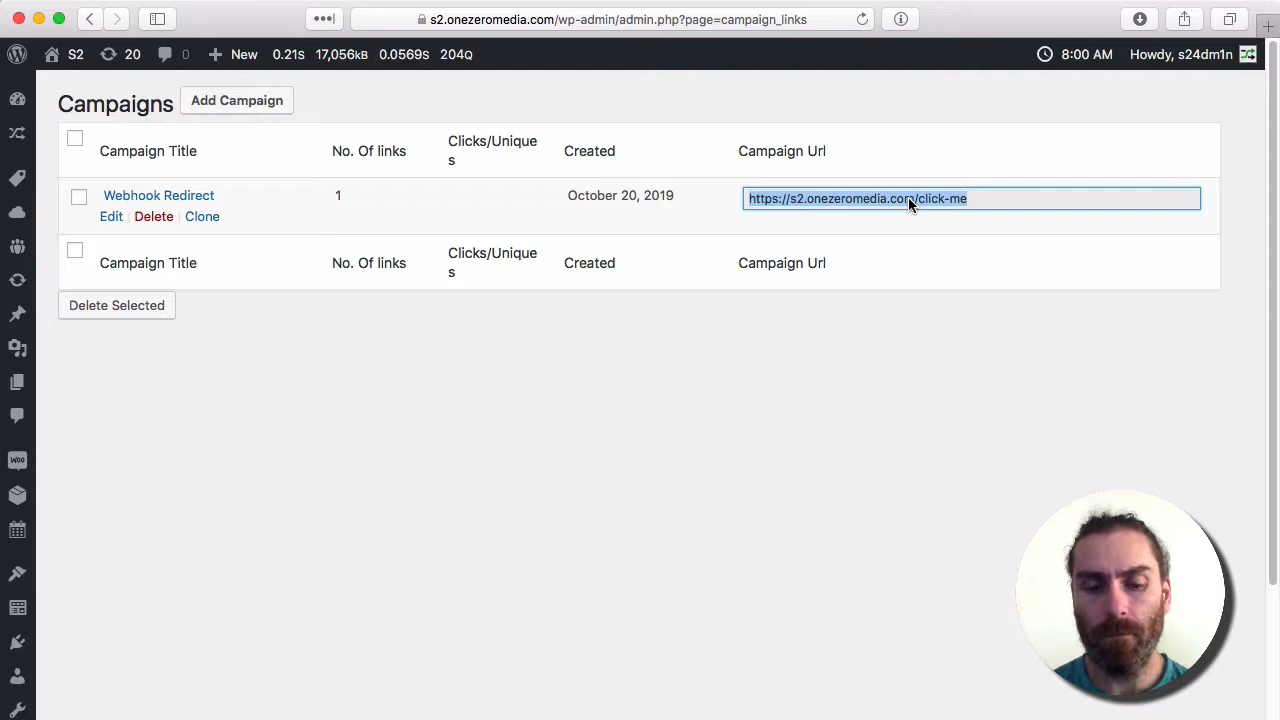 s2.onezeromedia.com/wp-admin/admin.php?page=campaign_links
S2 20 0 New 0.21s 17,056kB 0.0569s 204Q 8:00 AM Howdy, s24dm1n
Campaigns Add Campaign
Campaign Title No. Of links Clicks/Unique
s Created Campaign Url
Webhook Redirect 1 October 20, 2019 https://s2.onezeromedia.com/click-me
Edit | Delete | Clone
Campaign Title No. Of links Clicks/Unique
s Created Campaign Url
Delete Selected
Woo